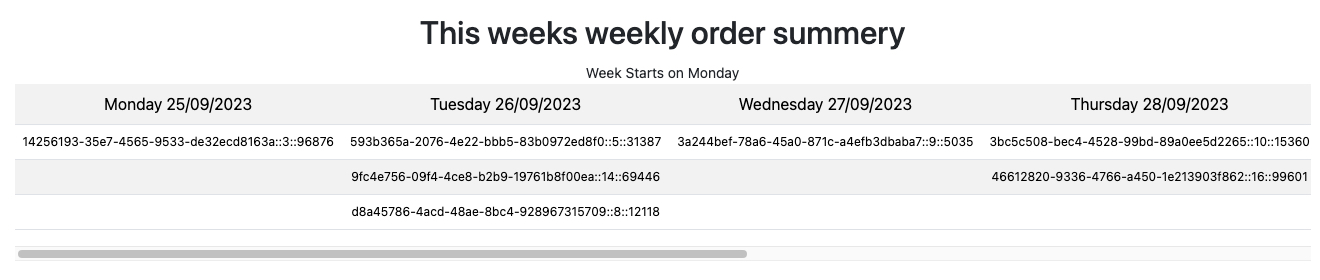 This weeks weekly order summery
Week Starts on Monday
Monday 25/09/2023 Tuesday 26/09/2023 Wednesday 27/09/2023 Thursday 28/09/2023
14256193-35e7-4565-9533-de32ecd8163a::3::96876 593b365a-2076-4e22-bbb5-83b0972ed8f0::5::31387 3a244bef-78a6-45a0-871c-a4efb3dbaba7::9::5035 3bc5c508-bec4-4528-99bd-89a0ee5d2265::10::15360
9fc4e756-09f4-4ce8-b2b9-19761b8f00ea::14::69446 46612820-9336-4766-a450-1e213903f862::16::99601
d8a45786-4acd-48ae-8bc4-928967315709::8::12118